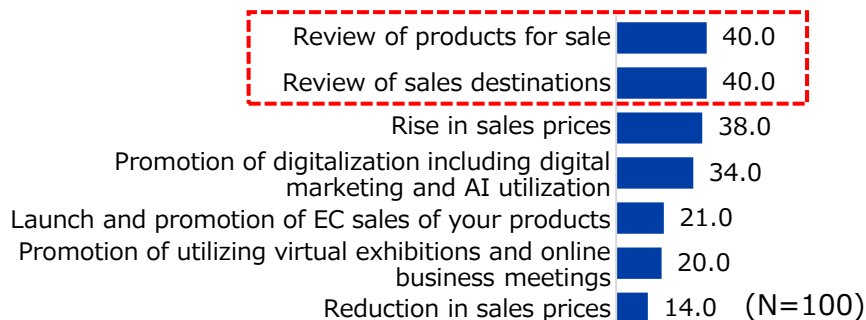 Review of products for sale 40.0
Review of sales destinations 40.0
Rise in sales prices 38.0
Promotion of digitalization including digital
marketing and AI utilization 34.0
Launch and promotion of EC sales of your products 21.0
Promotion of utilizing virtual exhibitions and online
business meetings 20.0
Reduction in sales prices 14.0 (N=100)